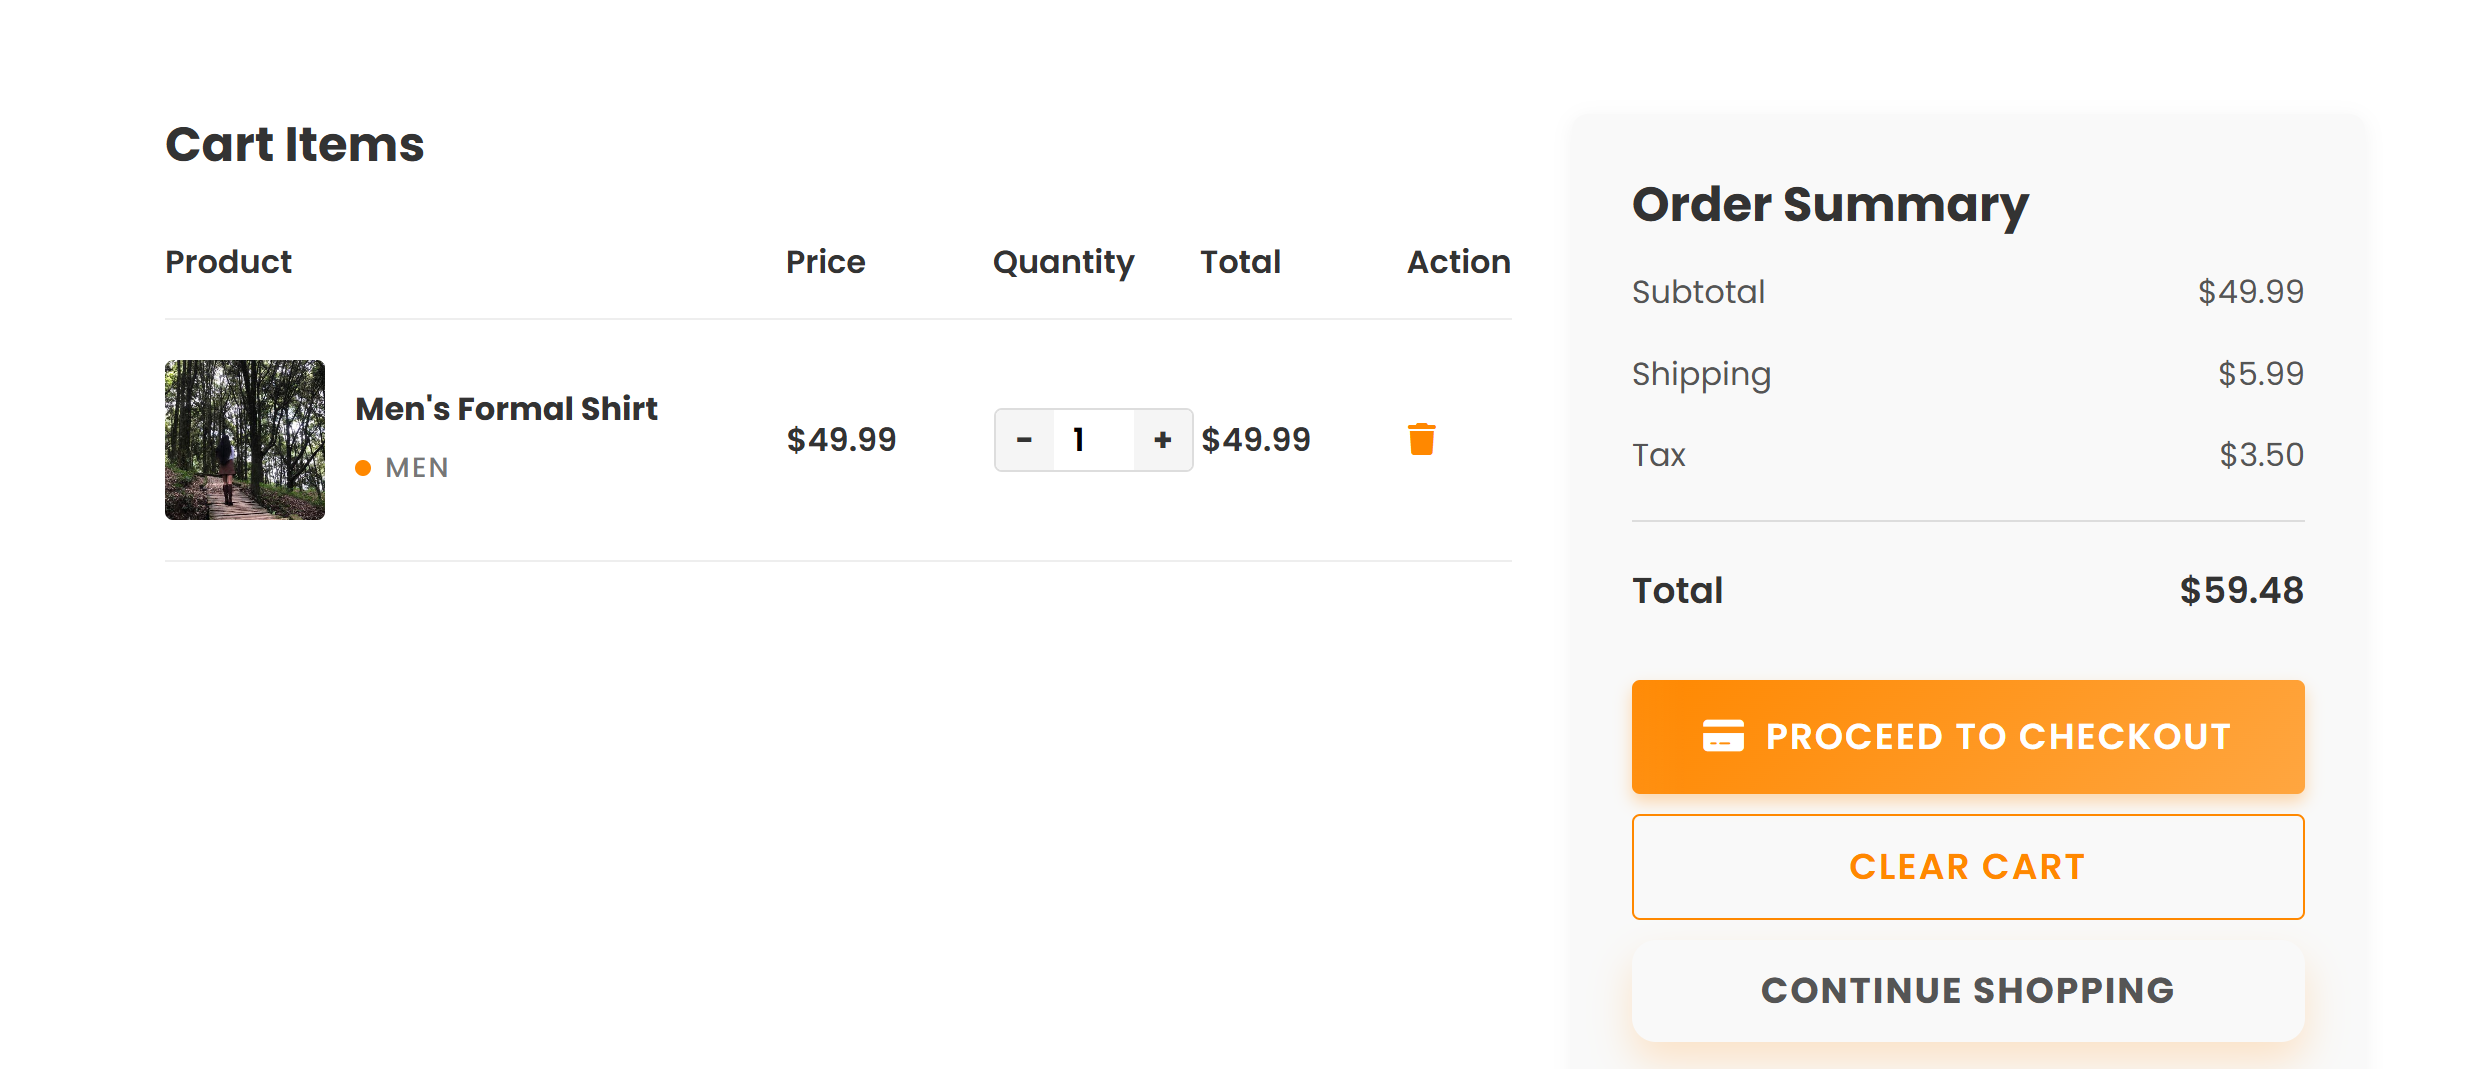 Cart Items
Product Price Quantity Total Action
Men's Formal Shirt
MEN
$49.99 - 1 + $49.99
Order Summary
Subtotal $49.99
Shipping $5.99
Tax $3.50
Total $59.48
PROCEED TO CHECKOUT
CLEAR CART
CONTINUE SHOPPING